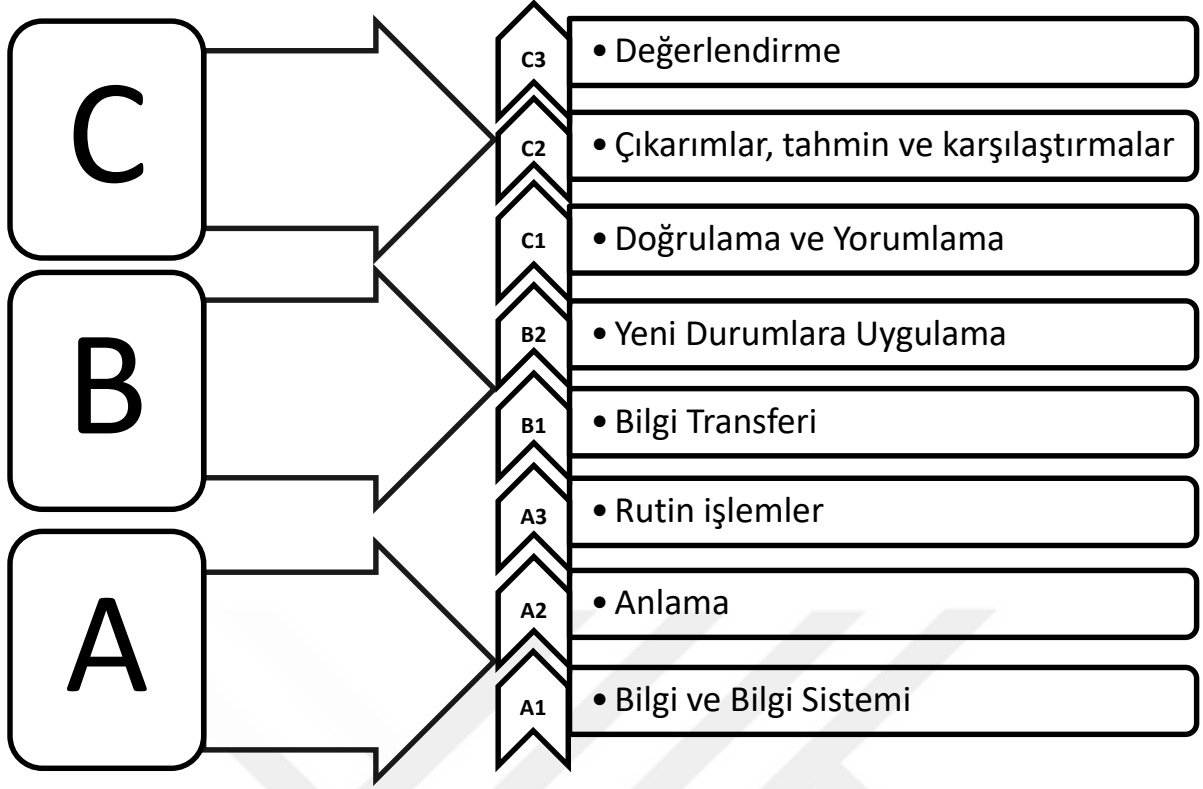 C
C3
• Değerlendirme
C2
• Çıkarımlar, tahmin ve karşılaştırmalar
C1
• Doğrulama ve Yorumlama
B
B2
• Yeni Durumlara Uygulama
B1
• Bilgi Transferi
A3
• Rutin işlemler
A
A2
• Anlama
A1
• Bilgi ve Bilgi Sistemi